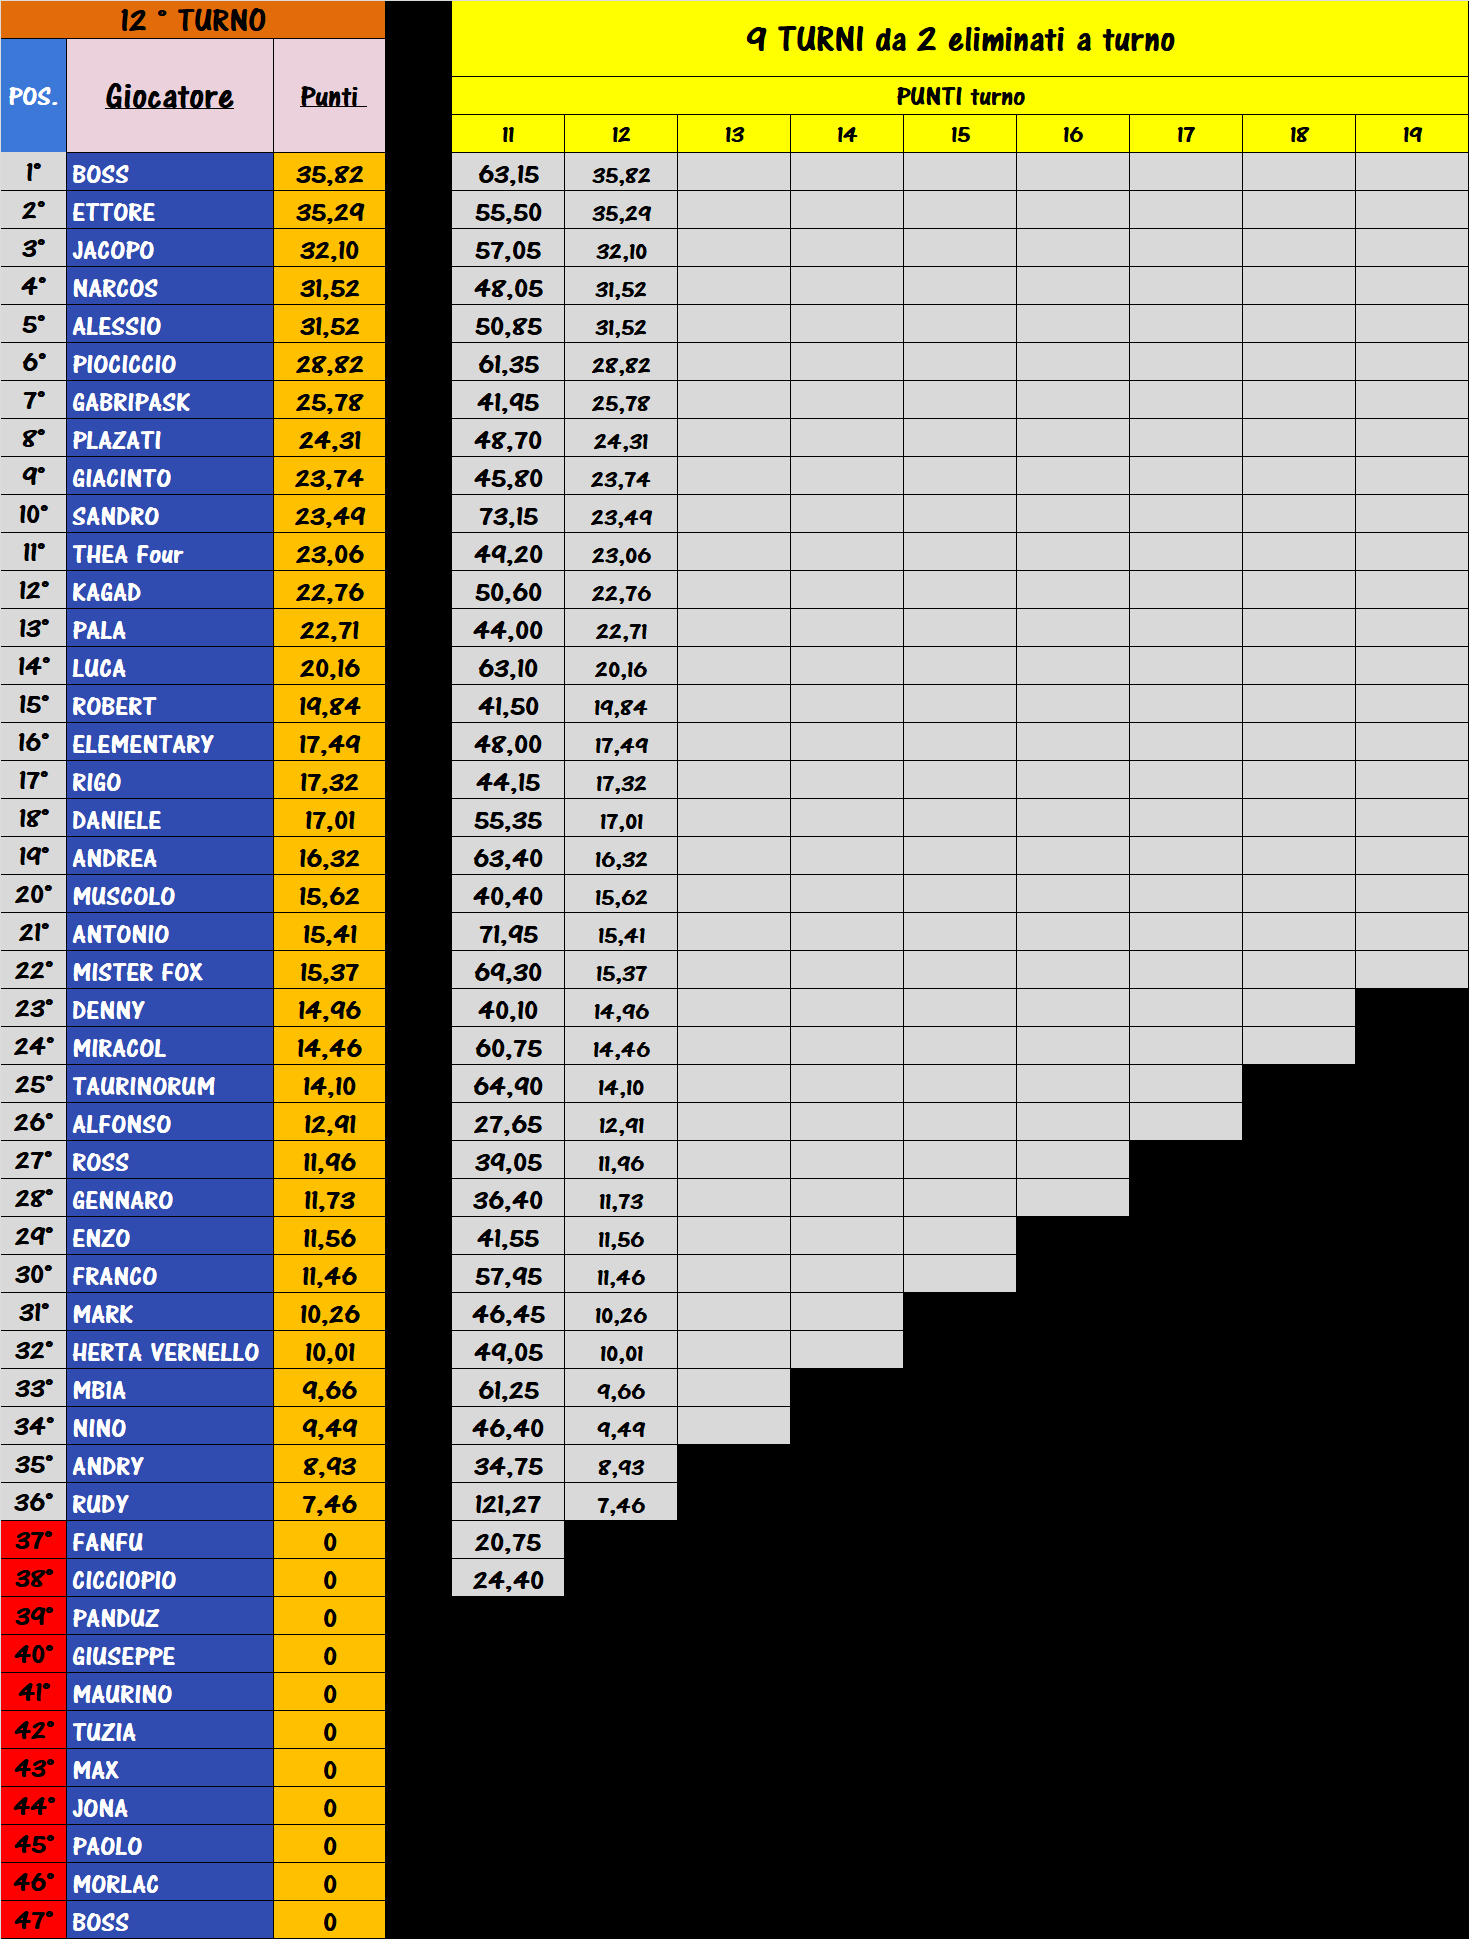 12 ° TURNO
9 TURNI da 2 eliminati a turno
POS. Giocatore Punti
PUNTI turno
11 12 13 14 15 16 17 18 19
1° BOSS 35,82 63,15 35,82
2° ETTORE 35,29 55,50 35,29
3° JACOPO 32,10 57,05 32,10
4° NARCOS 31,52 48,05 31,52
5° ALESSIO 31,52 50,85 31,52
6° PIOCICCIO 28,82 61,35 28,82
7° GABRIPASK 25,78 41,95 25,78
8° PLAZATI 24,31 48,70 24,31
9° GIACINTO 23,74 45,80 23,74
10° SANDRO 23,49 73,15 23,49
11° THEA Four 23,06 49,20 23,06
12° KAGAD 22,76 50,60 22,76
13° PALA 22,71 44,00 22,71
14° LUCA 20,16 63,10 20,16
15° ROBERT 19,84 41,50 19,84
16° ELEMENTARY 17,49 48,00 17,49
17° RIGO 17,32 44,15 17,32
18° DANIELE 17,01 55,35 17,01
19° ANDREA 16,32 63,40 16,32
20° MUSCOLO 15,62 40,40 15,62
21° ANTONIO 15,41 71,95 15,41
22° MISTER FOX 15,37 69,30 15,37
23° DENNY 14,96 40,10 14,96
24° MIRACOL 14,46 60,75 14,46
25° TAURINORUM 14,10 64,90 14,10
26° ALFONSO 12,91 27,65 12,91
27° ROSS 11,96 39,05 11,96
28° GENNARO 11,73 36,40 11,73
29° ENZO 11,56 41,55 11,56
30° FRANCO 11,46 57,95 11,46
31° MARK 10,26 46,45 10,26
32° HERTA VERNELLO 10,01 49,05 10,01
33° MBIA 9,66 61,25 9,66
34° NINO 9,49 46,40 9,49
35° ANDRY 8,93 34,75 8,93
36° RUDY 7,46 121,27 7,46
37° FANFU 0 20,75
38° CICCIOPIO 0 24,40
39° PANDUZ 0
40° GIUSEPPE 0
41° MAURINO 0
42° TUZIA 0
43° MAX 0
44° JONA 0
45° PAOLO 0
46° MORLAC 0
47° BOSS 0